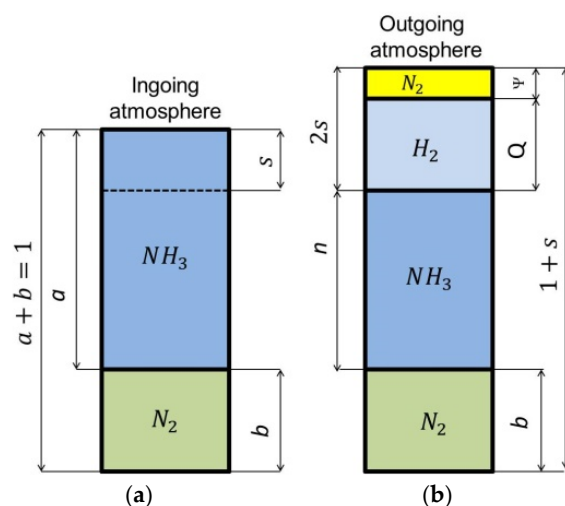 Ingoing
atmosphere
a + b = 1
a
s
NH₃
N₂
b
(a)
Outgoing
atmosphere
2s
N₂
Ψ
H₂
Q
n
NH₃
1 + s
N₂
b
(b)